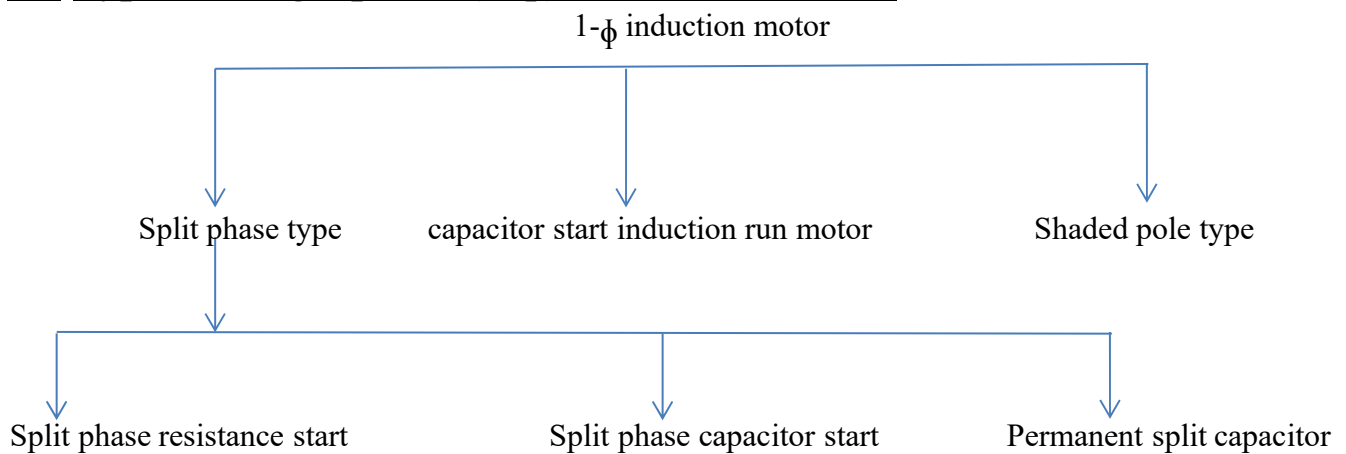 1-ϕ induction motor
Split phase type capacitor start induction run motor Shaded pole type
Split phase resistance start Split phase capacitor start Permanent split capacitor